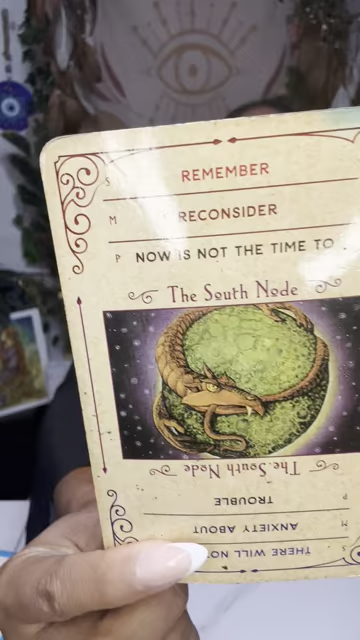 S REMEMBER
M RECONSIDER
P NOW IS NOT THE TIME TO
The South Node
The South Node
P TROUBLE
M ANXIETY ABOUT
S THERE WILL